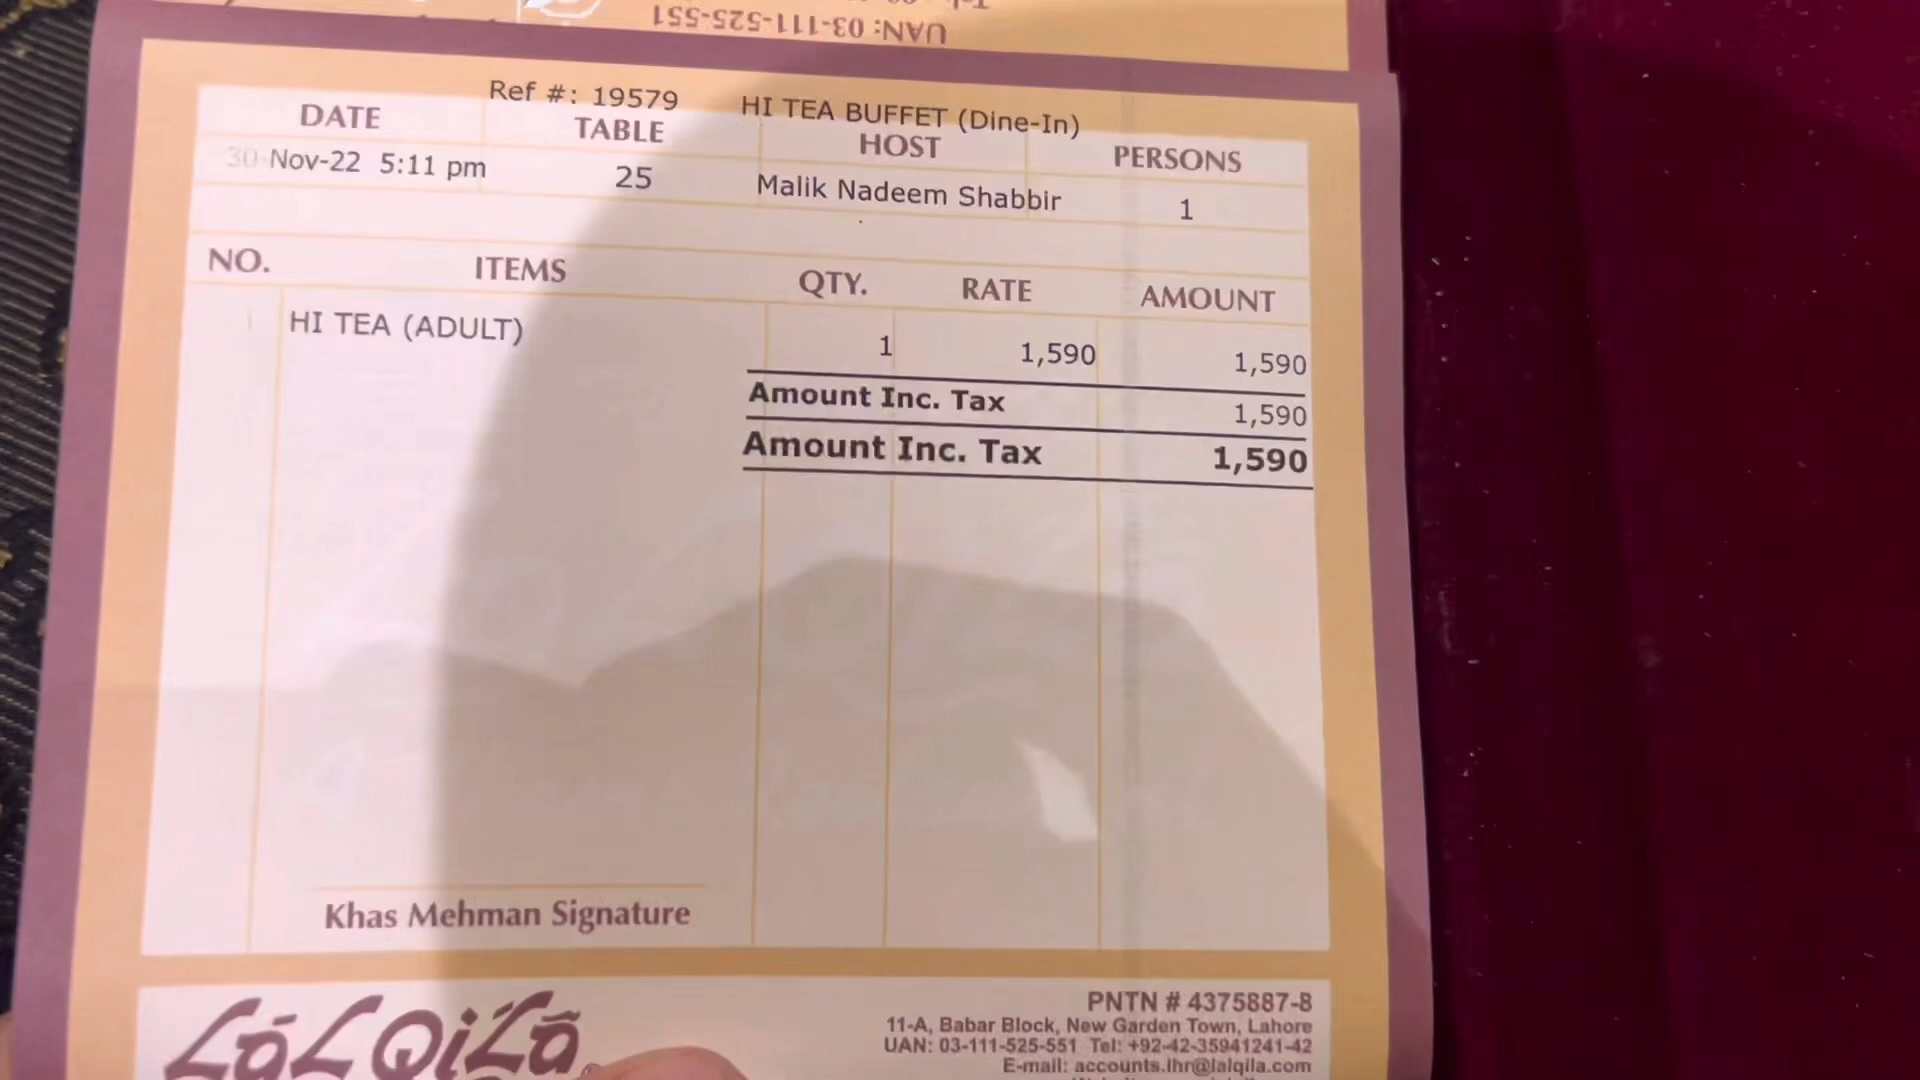 UAN: 03-111-525-551
Ref #: 19579 HI TEA BUFFET (Dine-In)
DATE TABLE HOST PERSONS
30-Nov-22 5:11 pm 25 Malik Nadeem Shabbir 1
NO. ITEMS QTY. RATE AMOUNT
1 HI TEA (ADULT) 1 1,590 1,590
Amount Inc. Tax 1,590
Amount Inc. Tax 1,590
Khas Mehman Signature
LāL QiLā
PNTN # 4375887-8
11-A, Babar Block, New Garden Town, Lahore
UAN: 03-111-525-551 Tel: +92-42-35941241-42
E-mail: accounts.lhr@lalqila.com